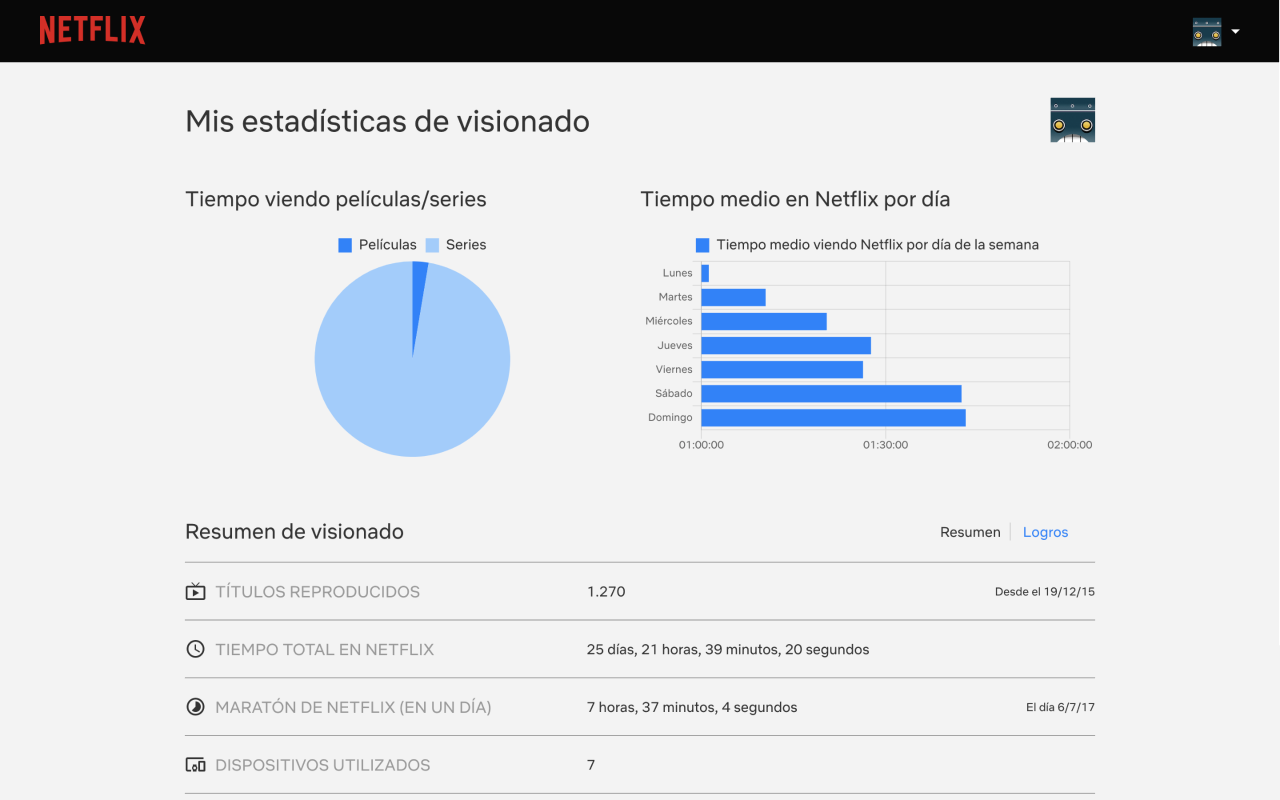 NETFLIX
Mis estadísticas de visionado
Tiempo viendo películas/series
Películas Series
Tiempo medio en Netflix por día
Tiempo medio viendo Netflix por día de la semana
Lunes
Martes
Miércoles
Jueves
Viernes
Sábado
Domingo
01:00:00 01:30:00 02:00:00
Resumen de visionado Resumen Logros
TÍTULOS REPRODUCIDOS 1.270 Desde el 19/12/15
TIEMPO TOTAL EN NETFLIX 25 días, 21 horas, 39 minutos, 20 segundos
MARATÓN DE NETFLIX (EN UN DÍA) 7 horas, 37 minutos, 4 segundos El día 6/7/17
DISPOSITIVOS UTILIZADOS 7